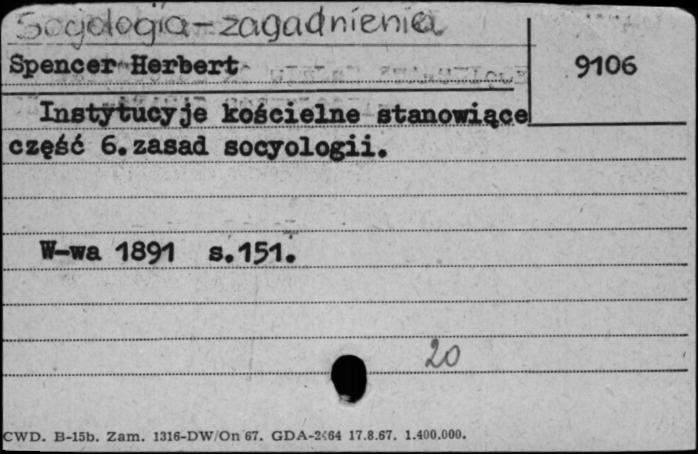 Socjologia - zagadnienia
Spencer Herbert
9106
Instytucyje kościelne stanowiące
część 6.zasad socyologii.
W-wa 1891 s.151.
20
CWD. B-15b. Zam. 1316-DW/On 67. GDA-2464 17.8.67. 1.400.000.